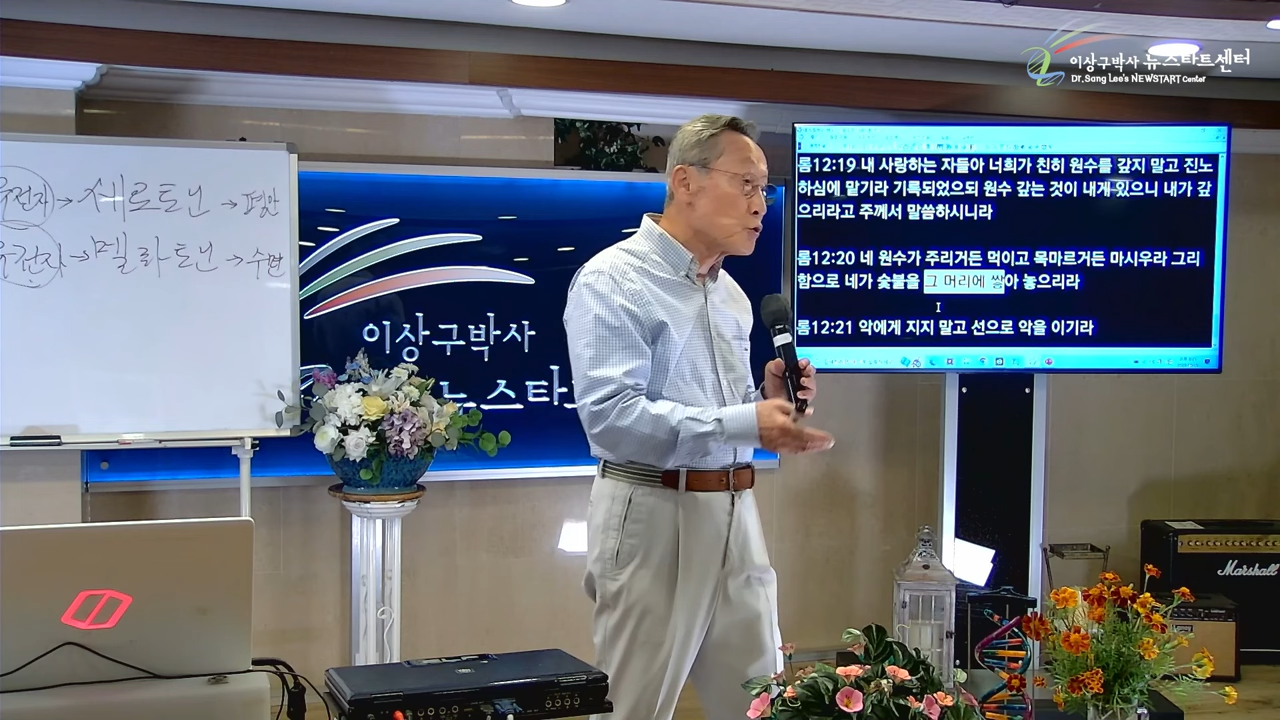 이상구박사 뉴스타트센터
Dr. Sang Lee's NEWSTART Center
유전자→세로토닌→평안
유전자→멜라토닌→수면
이상구박사
뉴스타
롬12:19 내 사랑하는 자들아 너희가 친히 원수를 갚지 말고 진노
하심에 맡기라 기록되었으되 원수 갚는 것이 내게 있으니 내가 갚
으리라고 주께서 말씀하시니라
롬12:20 네 원수가 주리거든 먹이고 목마르거든 마시우라 그리
함으로 네가 숯불을 그 머리에 쌓아 놓으리라
롬12:21 악에게 지지 말고 선으로 악을 이기라
Marshall